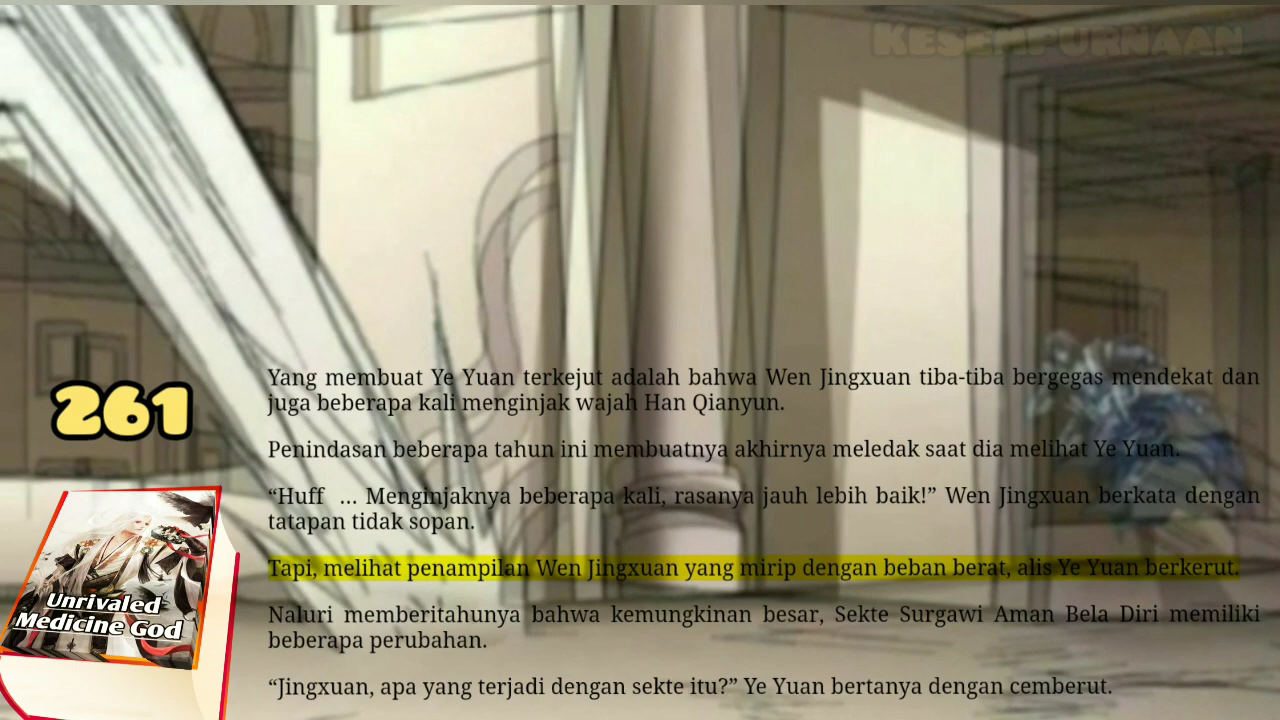 KESEMPURNAAN
Yang membuat Ye Yuan terkejut adalah bahwa Wen Jingxuan tiba-tiba bergegas mendekat dan
juga beberapa kali menginjak wajah Han Qianyun.
Penindasan beberapa tahun ini membuatnya akhirnya meledak saat dia melihat Ye Yuan.
“Huff … Menginjaknya beberapa kali, rasanya jauh lebih baik!” Wen Jingxuan berkata dengan
tatapan tidak sopan.
Tapi, melihat penampilan Wen Jingxuan yang mirip dengan beban berat, alis Ye Yuan berkerut.
Naluri memberitahunya bahwa kemungkinan besar, Sekte Surgawi Aman Bela Diri memiliki
beberapa perubahan.
“Jingxuan, apa yang terjadi dengan sekte itu?” Ye Yuan bertanya dengan cemberut.
261
Unrivaled
Medicine God